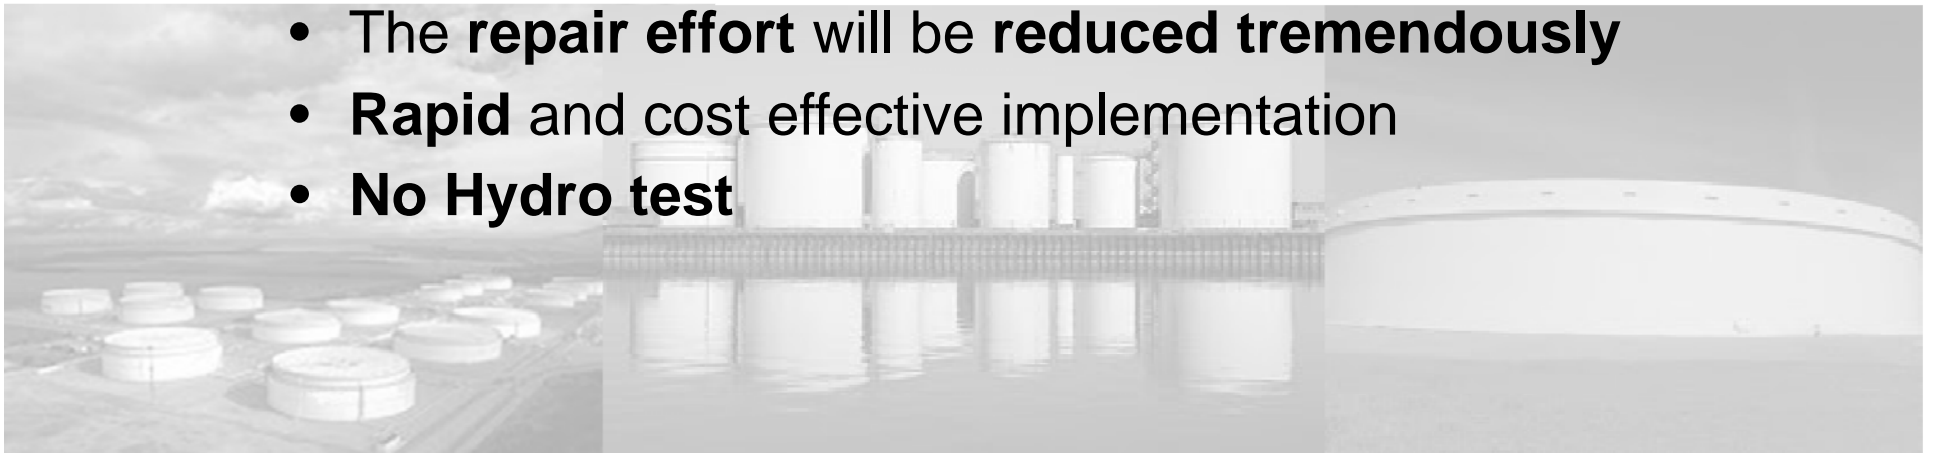 • The repair effort will be reduced tremendously
• Rapid and cost effective implementation
• No Hydro test